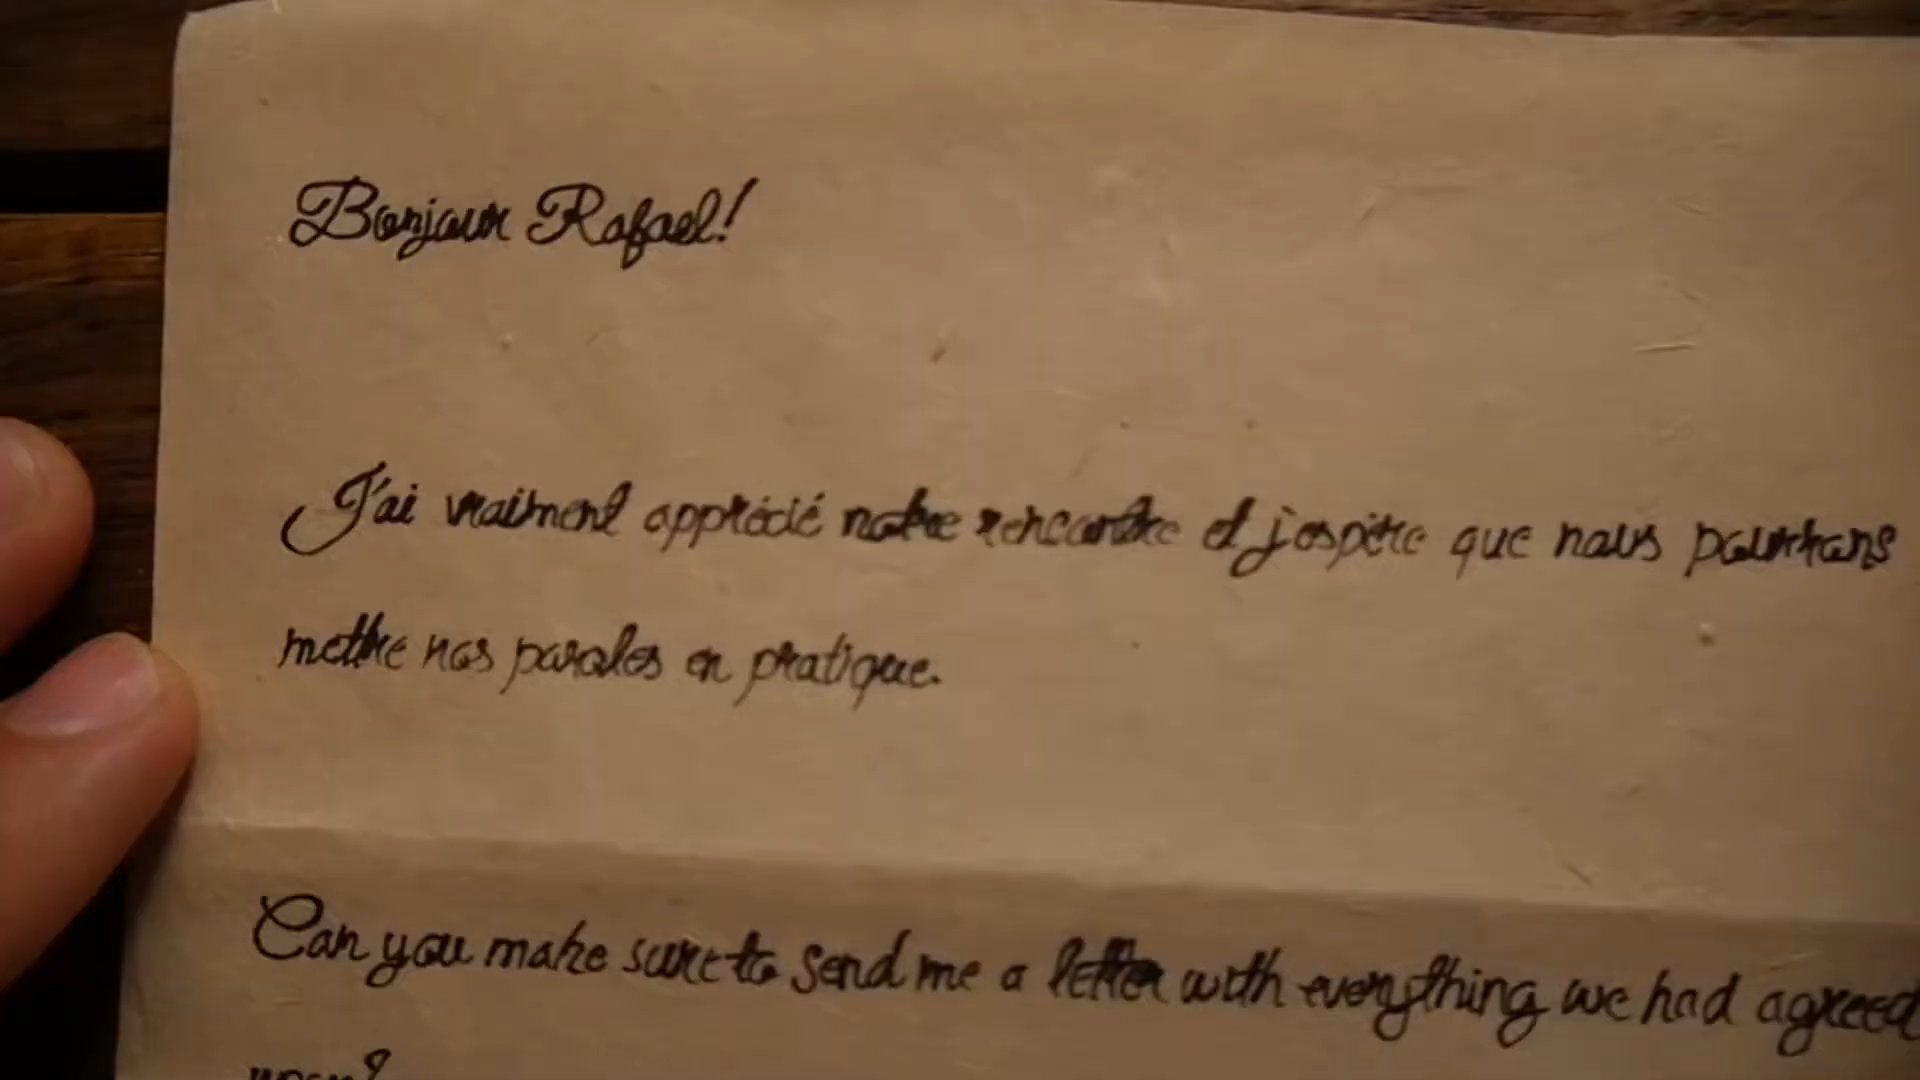 Bonjour Rafael!
J'ai vraiment apprécié notre rencontre et j'espère que nous pourrons
mettre nos paroles en pratique.
Can you make sure to send me a letter with everything we had agreed
upon?